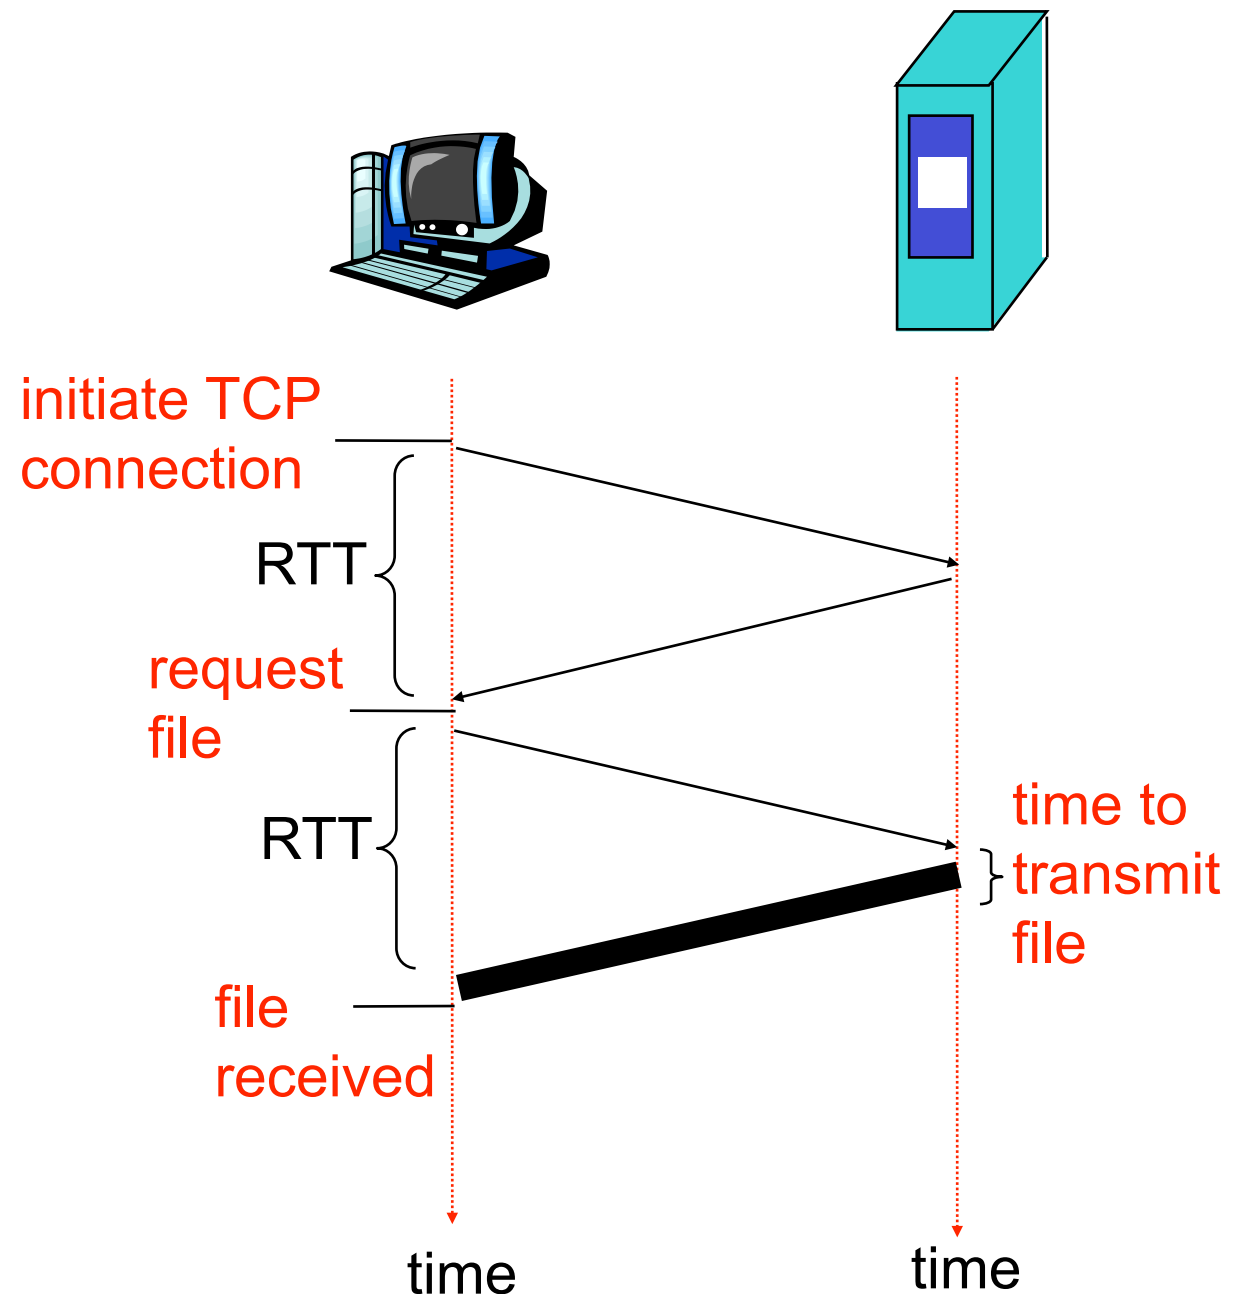 initiate TCP
connection
RTT
request
file
RTT
time to
transmit
file
file
received
time
time